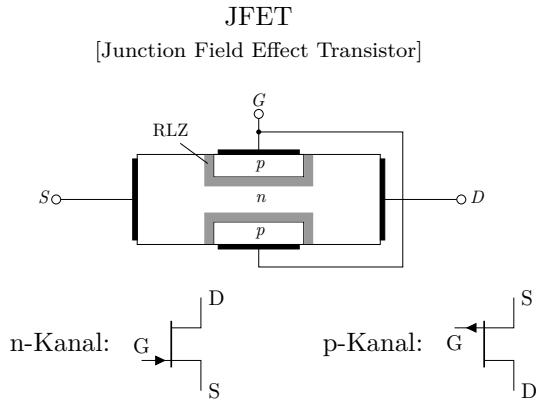 JFET
[Junction Field Effect Transistor]
G
RLZ
p
S
n
D
p
D
S
n-Kanal:
G
p-Kanal:
G
S
D